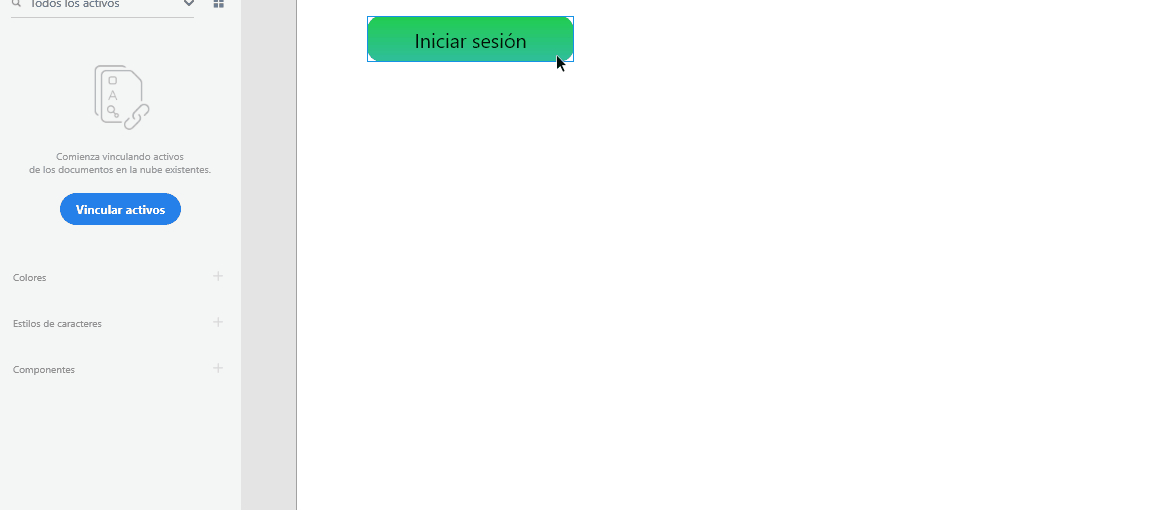 Todos los activos
Iniciar sesión
A
Comienza vinculando activos
de los documentos en la nube existentes.
Vincular activos
Colores
Estilos de caracteres
Componentes